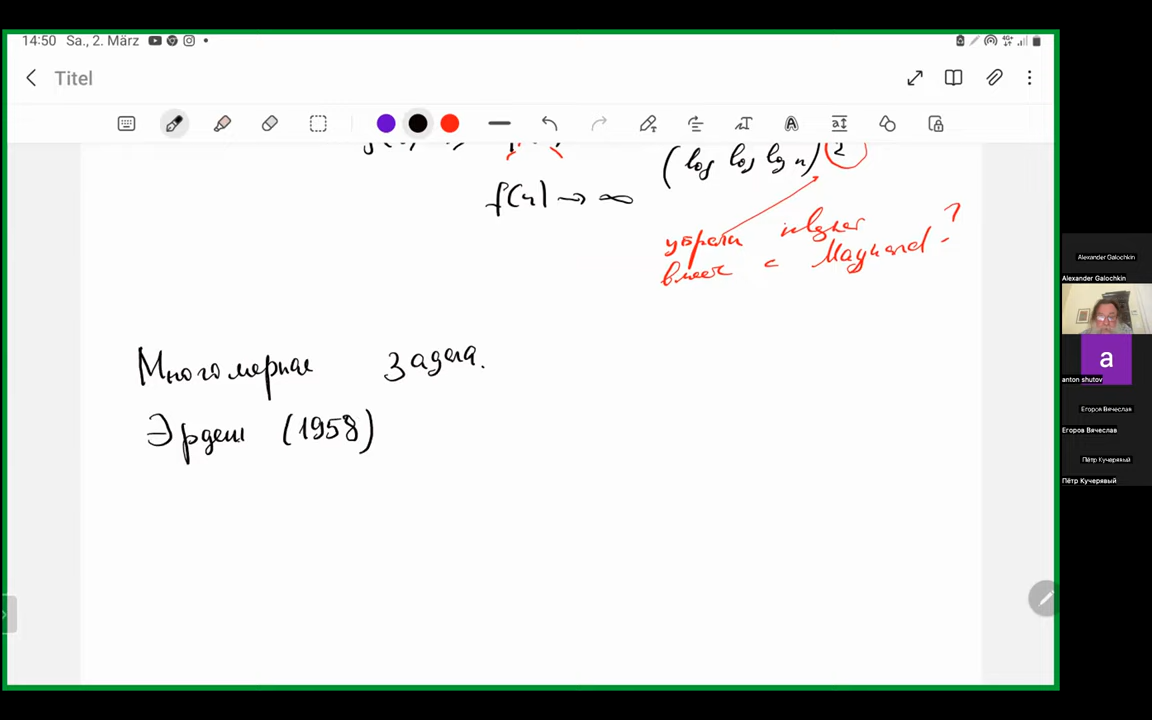 14:50 Sa., 2. März
Titel
(log log log n) 2
f(n) → ∞
убрали
вместе с Maynard ?
Многомерная задача.
Эрдеш (1958)
Alexander Galochkin
Alexander Galochkin
a
anton shutov
Егоров Вячеслав
Егоров Вячеслав
Пётр Кучерявый
Пётр Кучерявый